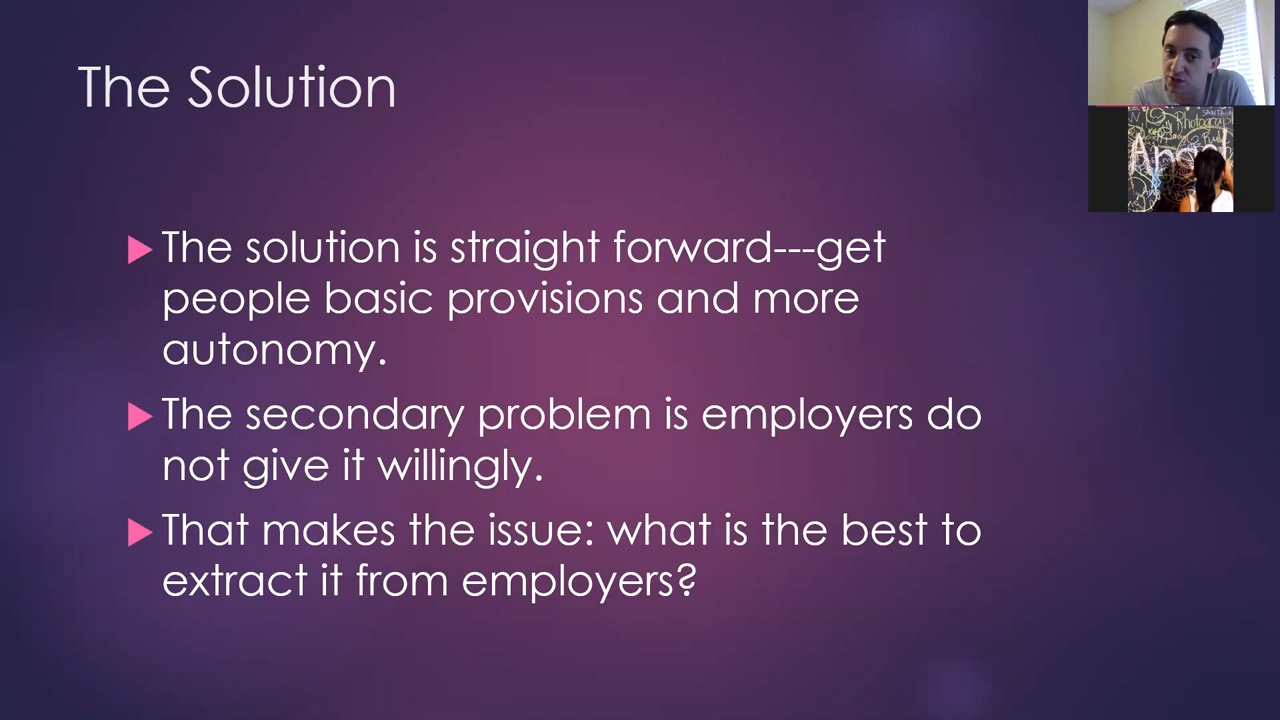 The Solution
The solution is straight forward---get
people basic provisions and more
autonomy.
The secondary problem is employers do
not give it willingly.
That makes the issue: what is the best to
extract it from employers?